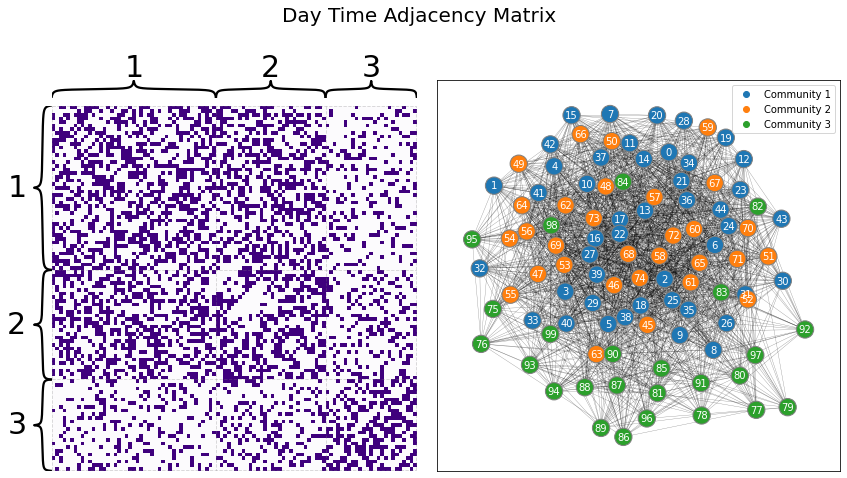 Day Time Adjacency Matrix
1 2 3
1
2
3
Community 1
Community 2
Community 3
15 7 20 28 59 19
66 50 11
42 37 14 0 34 12
49 4
1 41 10 48 84 21 67 23
64 62 57 36 44 82 43
73 17 13
98 24 70
95 54 56 16 22 72 60
69 27 68 58 6
32 47 53 65 71 51
39 46 74 2 61 30
55 3 83 31 52
75 29 18 25 35
33 40 5 38 45 26
76 99 9 92
63 90 8 97
93 85 80
94 88 87 81 91
96 78 77 79
89 86